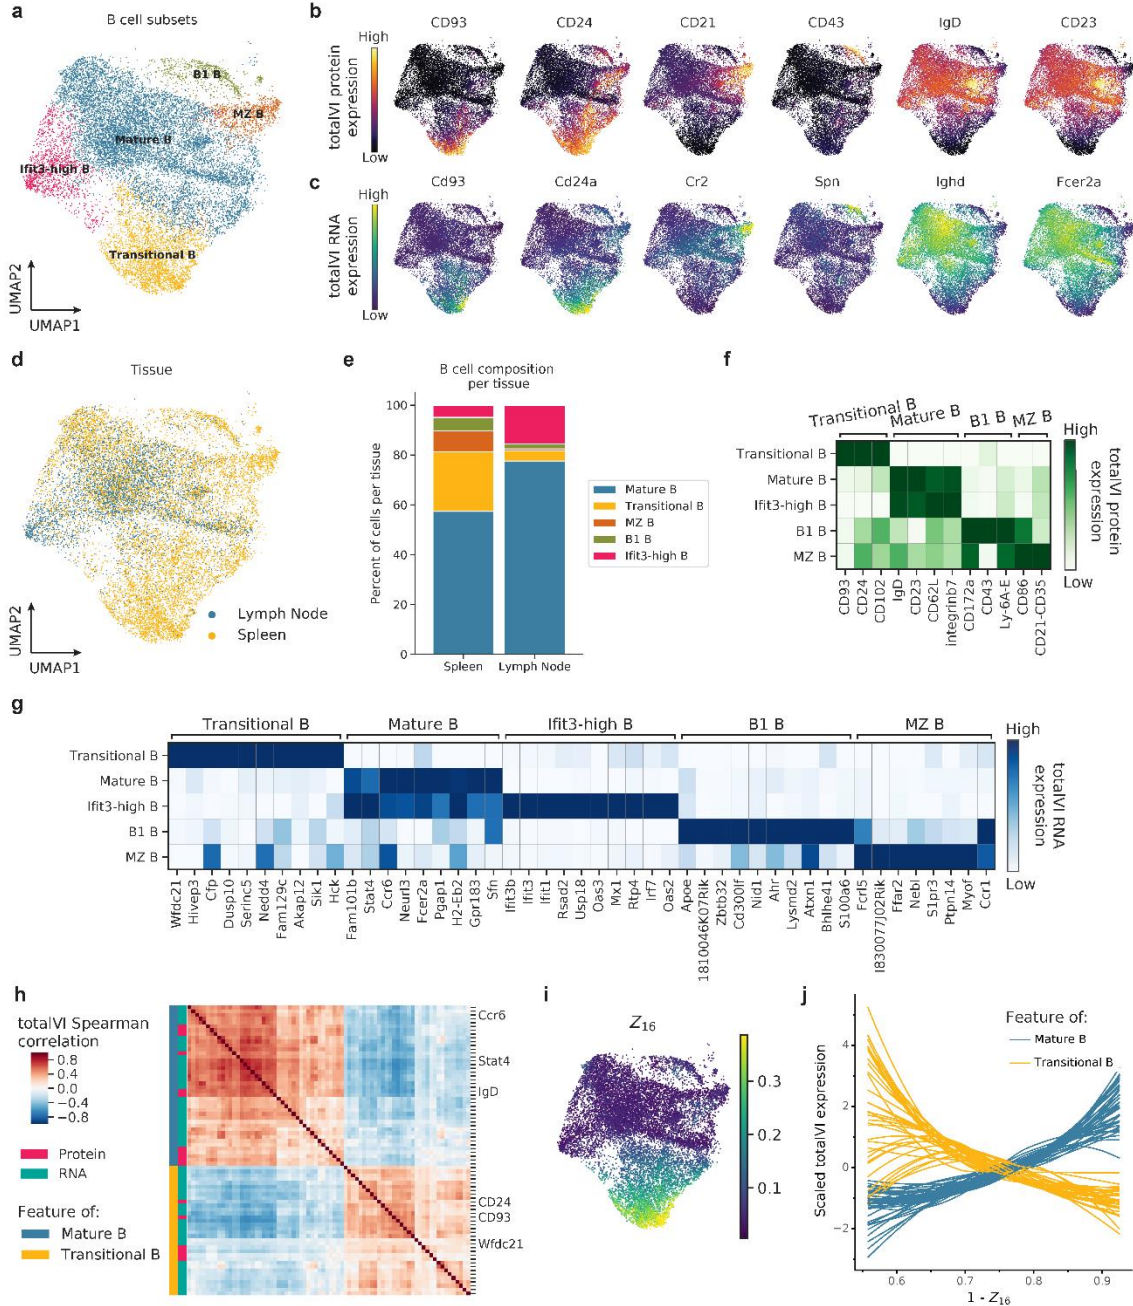 a
B cell subsets
B1 B
MZ B
Mature B
Ifit3-high B
Transitional B
UMAP2
UMAP1
b
CD93 CD24 CD21 CD43 IgD CD23
totalVI protein
expression
High
Low
c
Cd93 Cd24a Cr2 Spn Ighd Fcer2a
totalVI RNA
expression
High
Low
d
Tissue
Lymph Node
Spleen
UMAP2
UMAP1
e
B cell composition
per tissue
Percent of cells per tissue
100
80
60
40
20
0
Spleen Lymph Node
Mature B
Transitional B
MZ B
B1 B
Ifit3-high B
f
Transitional B Mature B B1 B MZ B
Transitional B
Mature B
Ifit3-high B
B1 B
MZ B
CD93 CD24 CD102 IgD CD23 CD62L integrinb7 CD172a CD43 Ly-6A-E CD86 CD21-CD35
High
Low
totalVI protein
expression
g
Transitional B Mature B Ifit3-high B B1 B MZ B
Transitional B
Mature B
Ifit3-high B
B1 B
MZ B
Wfdc21 Hivep3 Cfp Dusp10 Serinc5 Nedd4 Fam129c Akap12 Sik1 Hck Fam101b Stat4 Ccr6 Neurl3 Fcer2a Pgap1 H2-Eb2 Gpr183 Sfn Ifit3b Ifit3 Ifit1 Rsad2 Usp18 Oas3 Mx1 Rtp4 Irf7 Oas2 Apoe 1810046K07Rik Zbtb32 Cd300lf Nid1 Ahr Lysmd2 Atxn1 Bhlhe41 S100a6 Fcrl5 I830077J02Rik Ffar2 Nebl S1pr3 Ptpn14 Myof Ccr1
High
Low
totalVI RNA
expression
h
totalVI Spearman
correlation
0.8
0.4
0.0
−0.4
−0.8
Protein
RNA
Feature of:
Mature B
Transitional B
Ccr6
Stat4
IgD
CD24
CD93
Wfdc21
i
Z16
0.3
0.2
0.1
j
Feature of:
Mature B
Transitional B
Scaled totalVI expression
4
2
0
−2
0.6 0.7 0.8 0.9
1 - Z16